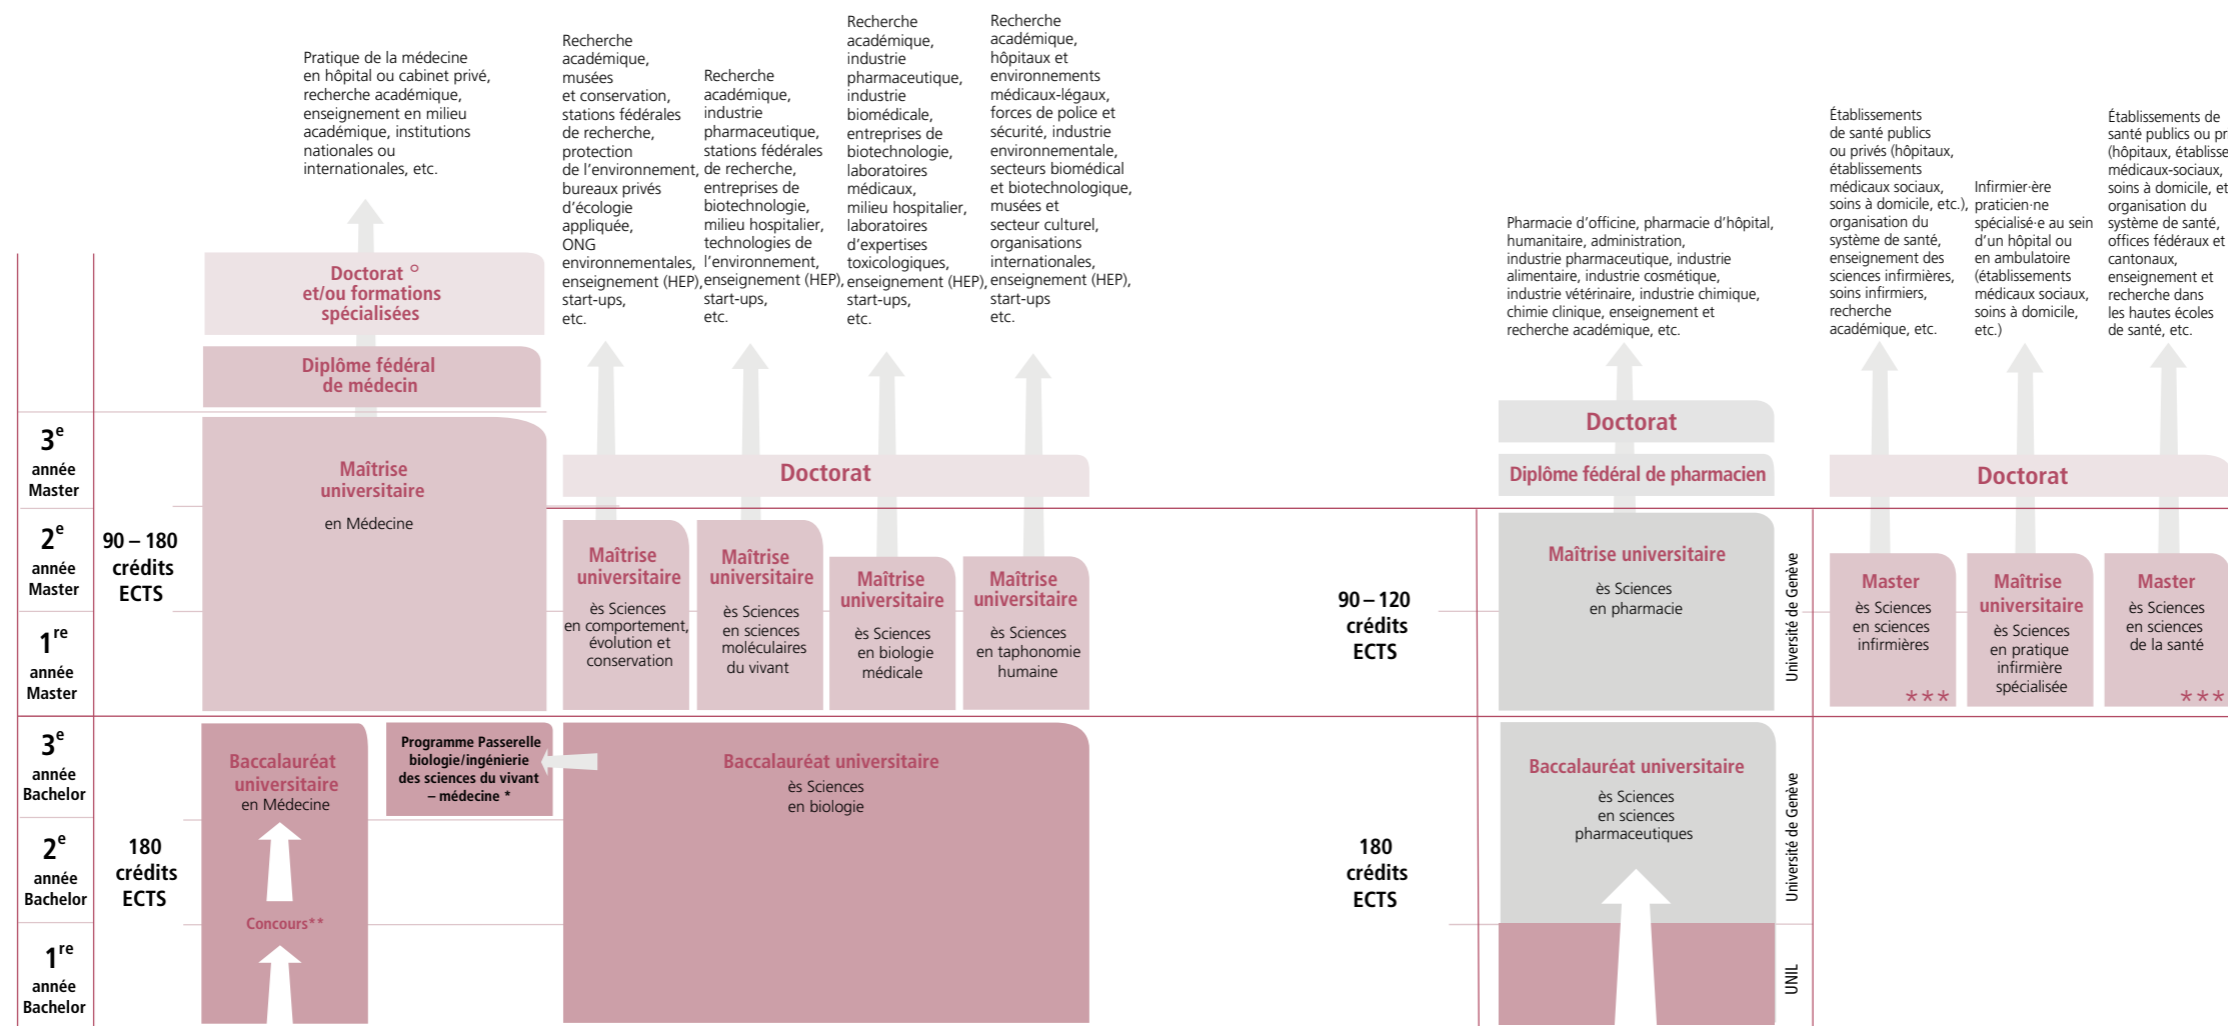 Pratique de la médecine
en hôpital ou cabinet privé,
recherche académique,
enseignement en milieu
académique, institutions
nationales ou
internationales, etc.
Recherche
académique,
musées
et conservation,
stations fédérales
de recherche,
protection
de l'environnement,
bureaux privés
d'écologie
appliquée,
ONG
environnementales,
enseignement (HEP),
start-ups,
etc.
Recherche
académique,
industrie
pharmaceutique,
stations fédérales
de recherche,
entreprises de
biotechnologie,
milieu hospitalier,
technologies de
l'environnement,
enseignement (HEP),
start-ups,
etc.
Recherche
académique,
industrie
pharmaceutique,
industrie
biomédicale,
entreprises de
biotechnologie,
laboratoires
médicaux,
milieu hospitalier,
laboratoires
d'expertises
toxicologiques,
enseignement (HEP),
start-ups,
etc.
Recherche
académique,
hôpitaux et
environnements
médicaux-légaux,
forces de police et
sécurité, industrie
environnementale,
secteurs biomédical
et biotechnologique,
musées et
secteur culturel,
organisations
internationales,
enseignement (HEP),
start-ups
etc.
Pharmacie d'officine, pharmacie d'hôpital,
humanitaire, administration,
industrie pharmaceutique, industrie
alimentaire, industrie cosmétique,
industrie vétérinaire, industrie chimique,
chimie clinique, enseignement et
recherche académique, etc.
Établissements
de santé publics
ou privés (hôpitaux,
établissements
médicaux sociaux,
soins à domicile, etc.),
organisation du
système de santé,
enseignement des
sciences infirmières,
soins infirmiers,
recherche
académique, etc.
Infirmier·ère
praticien·ne
spécialisé·e au sein
d'un hôpital ou
en ambulatoire
(établissements
médicaux sociaux,
soins à domicile,
etc.)
Établissements de
santé publics ou pr
(hôpitaux, établisse
médicaux-sociaux,
soins à domicile, et
organisation du
système de santé,
offices fédéraux et
cantonaux,
enseignement et
recherche dans
les hautes écoles
de santé, etc.
Doctorat °
et/ou formations
spécialisées
Diplôme fédéral
de médecin
Doctorat
Diplôme fédéral de pharmacien
Doctorat
Doctorat
3e
année
Master
2e
année
Master
1re
année
Master
90 – 180
crédits
ECTS
Maîtrise
universitaire
en Médecine
Maîtrise
universitaire
ès Sciences
en comportement,
évolution et
conservation
Maîtrise
universitaire
ès Sciences
en sciences
moléculaires
du vivant
Maîtrise
universitaire
ès Sciences
en biologie
médicale
Maîtrise
universitaire
ès Sciences
en taphonomie
humaine
90 – 120
crédits
ECTS
Maîtrise universitaire
ès Sciences
en pharmacie
Université de Genève
Master
ès Sciences
en sciences
infirmières
***
Maîtrise
universitaire
ès Sciences
en pratique
infirmière
spécialisée
Master
ès Sciences
en sciences
de la santé
***
3e
année
Bachelor
2e
année
Bachelor
1re
année
Bachelor
180
crédits
ECTS
Baccalauréat
universitaire
en Médecine
Concours**
Programme Passerelle
biologie/ingénierie
des sciences du vivant
– médecine *
Baccalauréat universitaire
ès Sciences
en biologie
180
crédits
ECTS
Baccalauréat universitaire
ès Sciences
en sciences
pharmaceutiques
Université de Genève
UNIL